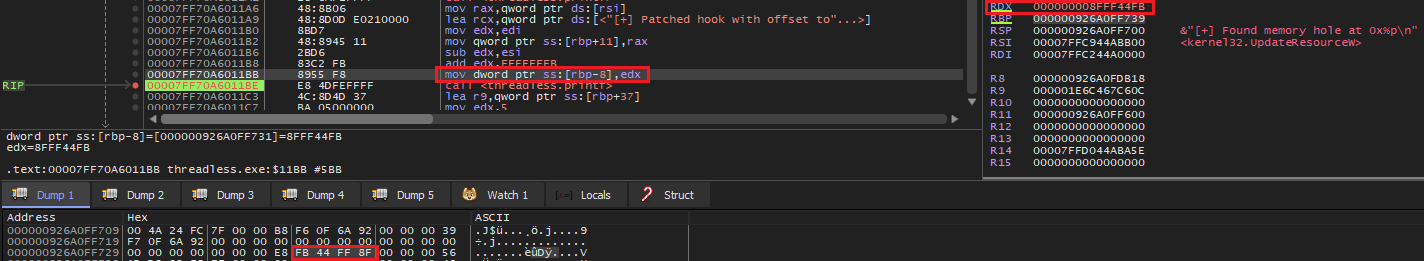 00007FF70A6011A6 48:8B06 mov rax,qword ptr ds:[rsi]
00007FF70A6011A9 48:8D0D E0210000 lea rcx,qword ptr ds:[<"[+] Patched hook with offset to"...>]
00007FF70A6011B0 8BD7 mov edx,edi
00007FF70A6011B2 48:8945 11 mov qword ptr ss:[rbp+11],rax
00007FF70A6011B6 2BD6 sub edx,esi
00007FF70A6011B8 83C2 FB add edx,FFFFFFFB
00007FF70A6011BB 8955 F8 mov dword ptr ss:[rbp-8],edx
RIP 00007FF70A6011BE E8 4DFEFFFF call <threadless.printf>
00007FF70A6011C3 4C:8D4D 37 lea r9,qword ptr ss:[rbp+37]
00007FF70A6011C7 BA 05000000 mov edx,5
RDX 000000008FFF44FB
RBP 000000926A0FF739
RSP 000000926A0FF700 &"[+] Found memory hole at 0x%p\n"
RSI 00007FFC944ABB00 <kernel32.UpdateResourceW>
RDI 00007FFC244A0000
R8 000000926A0FDB18
R9 000001E6C467C60C
R10 0000000000000000
R11 000000926A0FF600
R12 0000000000000000
R13 0000000000000000
R14 00007FFD044ABA5E
R15 0000000000000000
dword ptr ss:[rbp-8]=[000000926A0FF731]=8FFF44FB
edx=8FFF44FB
.text:00007FF70A6011BB threadless.exe:$11BB #5BB
Dump 1 Dump 2 Dump 3 Dump 4 Dump 5 Watch 1 Locals Struct
Address Hex ASCII
000000926A0FF709 00 4A 24 FC 7F 00 00 B8 F6 0F 6A 92 00 00 00 39 .J$ü...¸ö.j....9
000000926A0FF719 F7 0F 6A 92 00 00 00 00 00 00 00 00 00 00 00 00 ÷.j.............
000000926A0FF729 00 00 00 00 00 00 00 E8 FB 44 FF 8F 00 00 00 56 .......èûDÿ....V